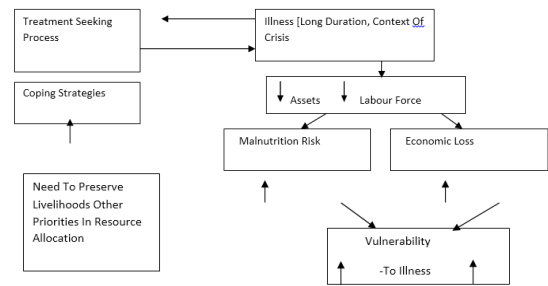 Treatment Seeking
Process
Illness [Long Duration, Context Of
Crisis
Coping Strategies
Assets Labour Force
Malnutrition Risk
Economic Loss
Need To Preserve
Livelihoods Other
Priorities In Resource
Allocation
Vulnerability
-To Illness